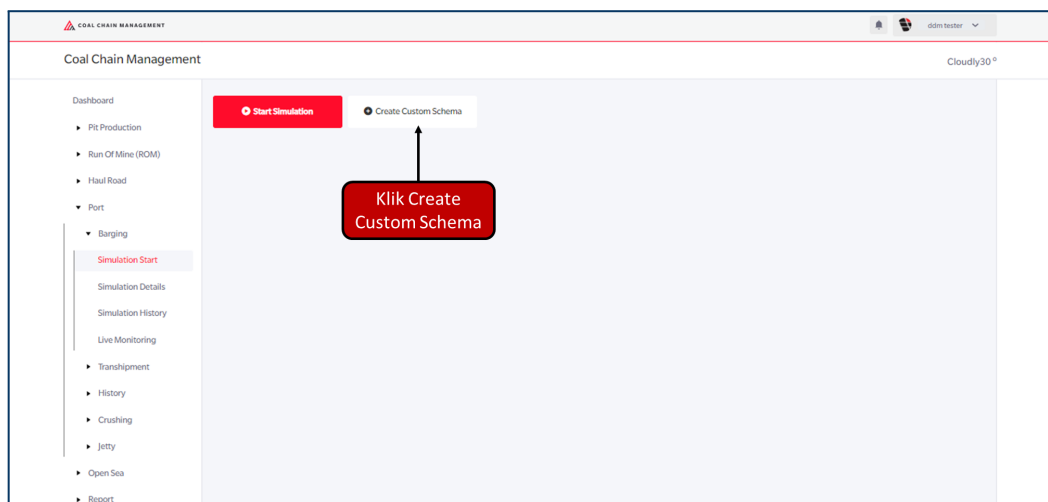 COAL CHAIN MANAGEMENT
ddm tester
Coal Chain Management
Cloudly30 °
Dashboard
Pit Production
Run Of Mine (ROM)
Haul Road
Port
Barging
Simulation Start
Simulation Details
Simulation History
Live Monitoring
Transhipment
History
Crushing
Jetty
Open Sea
Report
Start Simulation
Create Custom Schema
Klik Create
Custom Schema